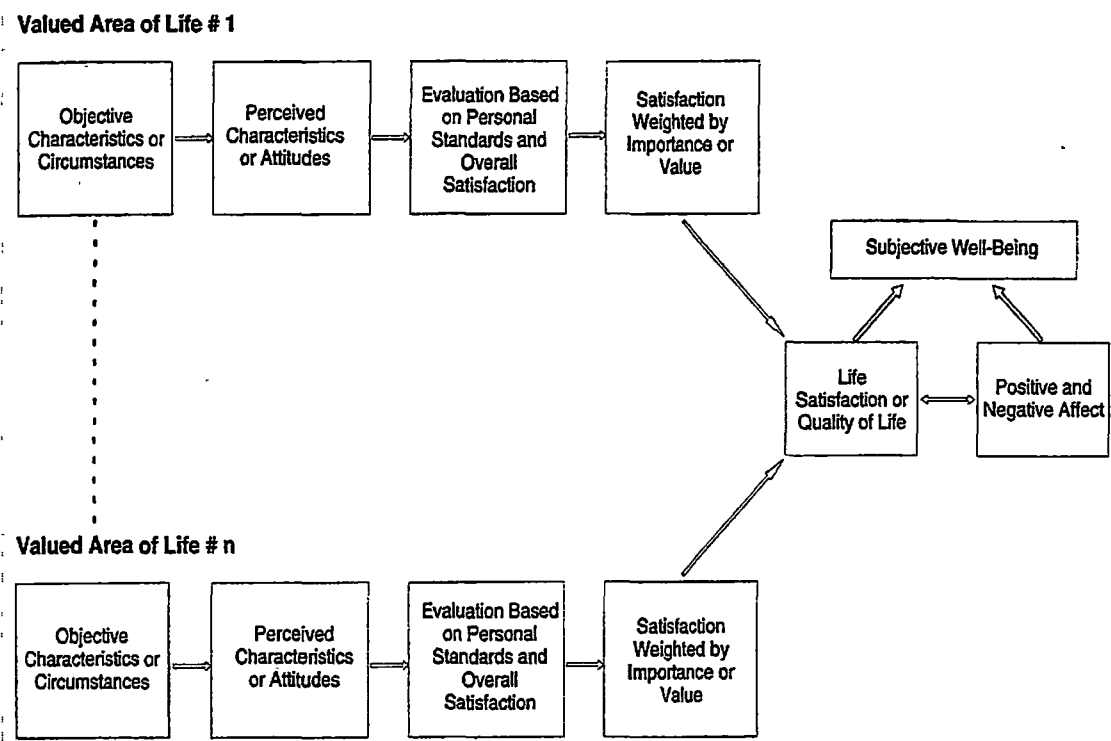 Valued Area of Life # 1
Objective
Characteristics or
Circumstances
Perceived
Characteristics
or Attitudes
Evaluation Based
on Personal
Standards and
Overall
Satisfaction
Satisfaction
Weighted by
Importance or
Value
Subjective Well-Being
Life
Satisfaction or
Quality of Life
Positive and
Negative Affect
Valued Area of Life # n
Objective
Characteristics or
Circumstances
Perceived
Characteristics
or Attitudes
Evaluation Based
on Personal
Standards and
Overall
Satisfaction
Satisfaction
Weighted by
Importance or
Value